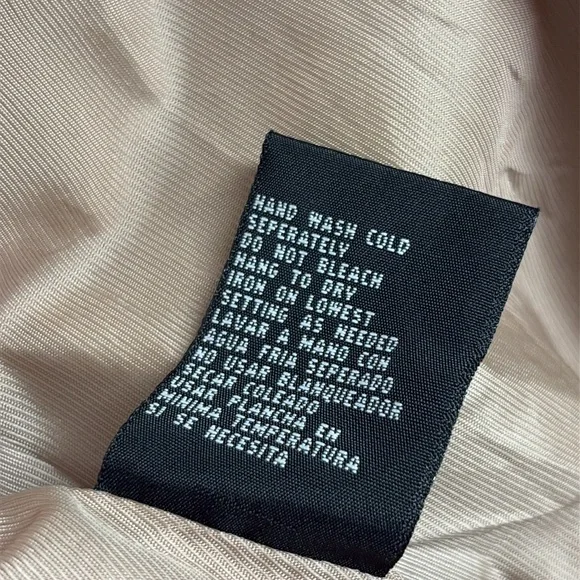 HAND WASH COLD
SEPERATELY
DO NOT BLEACH
HANG TO DRY
IRON ON LOWEST
SETTING AS NEEDED
LAVAR A MANO CON
AGUA FRIA SEPERADO
NO USAR BLANQUEADOR
SECAR COLEADO
USAR PLANCHA EN
MINIMA TEMPERATURA
SI SE NECESITA